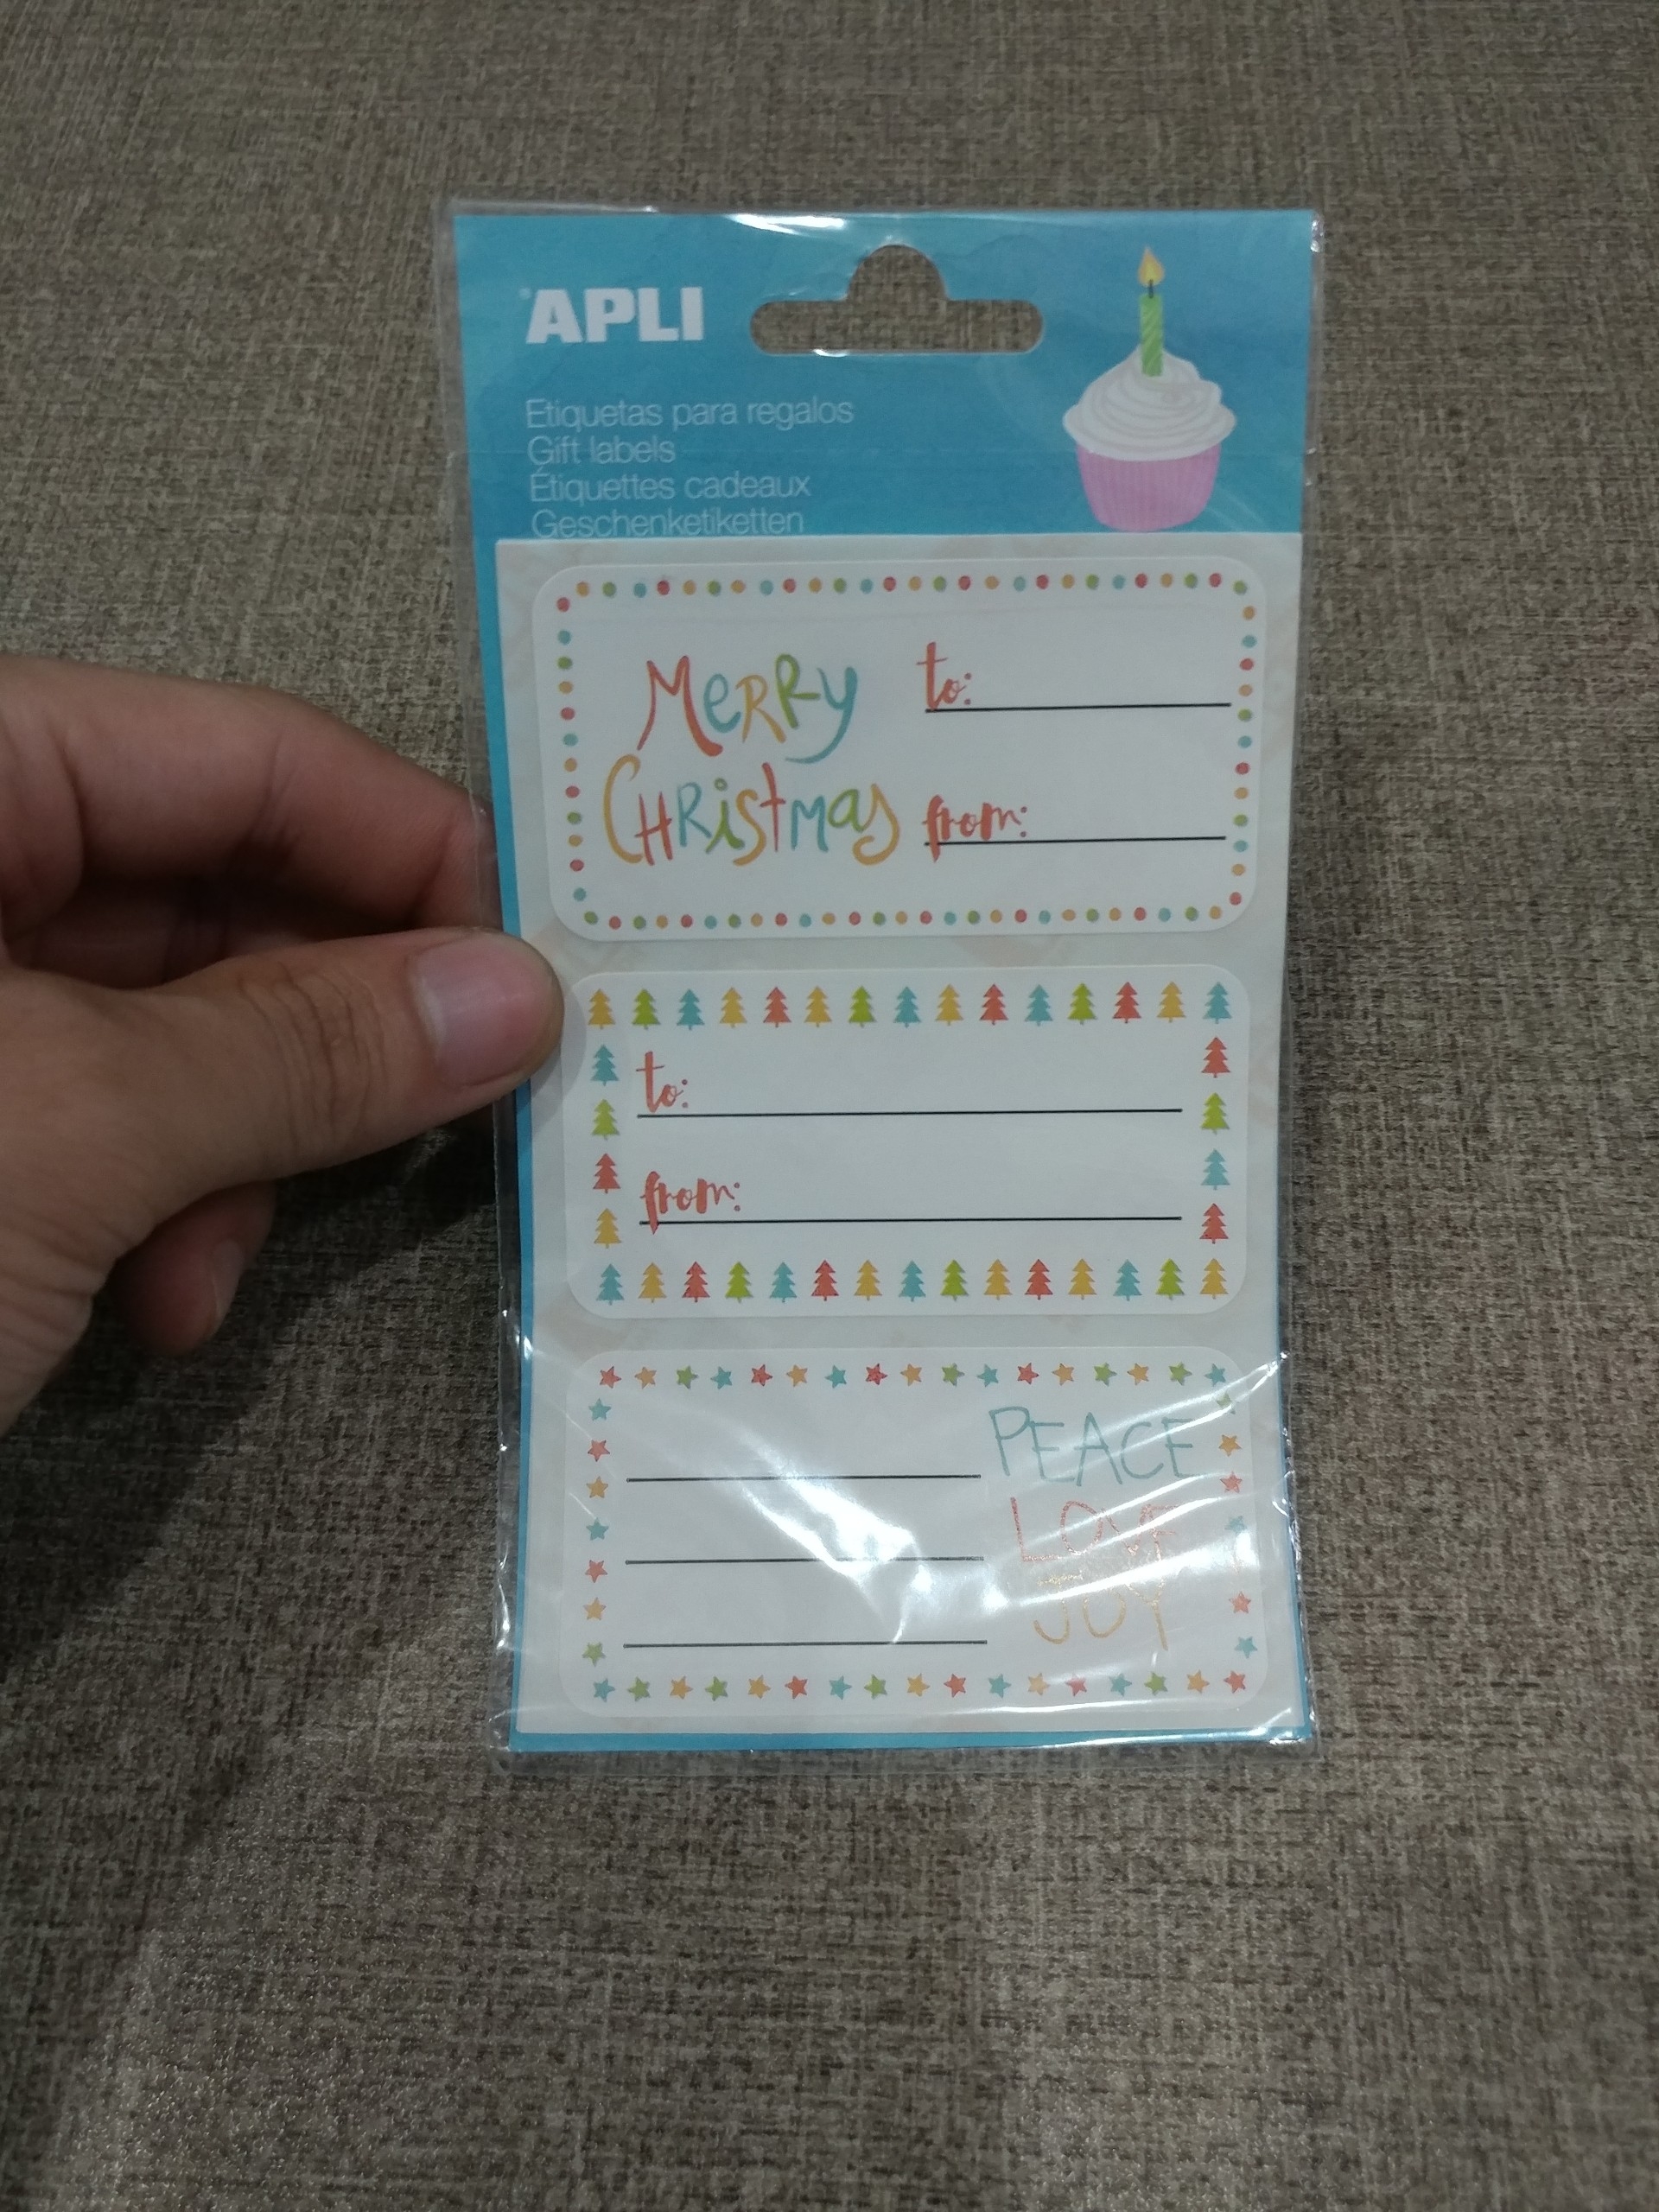 APLI
Etiquetas para regalos
Gift labels
Étiquettes cadeaux
Geschenketiketten
Merry
Christmas
to:
from:
to:
from:
PEACE
LOVE
JOY